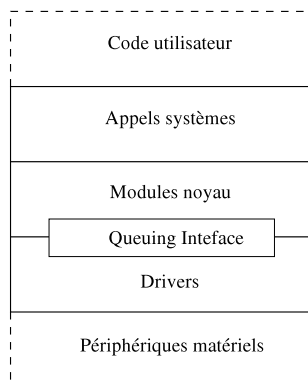 Code utilisateur
Appels systèmes
Modules noyau
Queuing Inteface
Drivers
Périphériques matériels